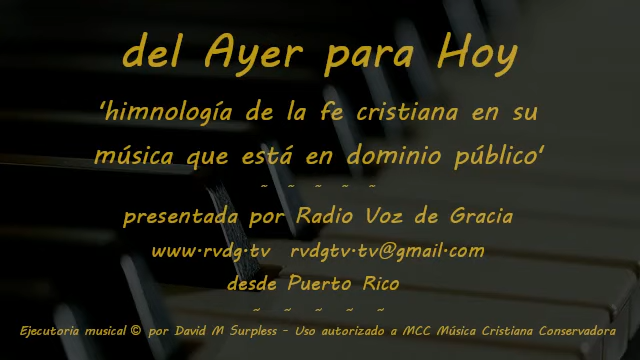 del Ayer para Hoy
'himnología de la fe cristiana en su
música que está en dominio público'
~ ~ ~ ~ ~
presentada por Radio Voz de Gracia
www.rvdg.tv rvdgtv.tv@gmail.com
desde Puerto Rico
~ ~ ~ ~ ~
Ejecutoria musical © por David M Surpless - Uso autorizado a MCC Música Cristiana Conservadora